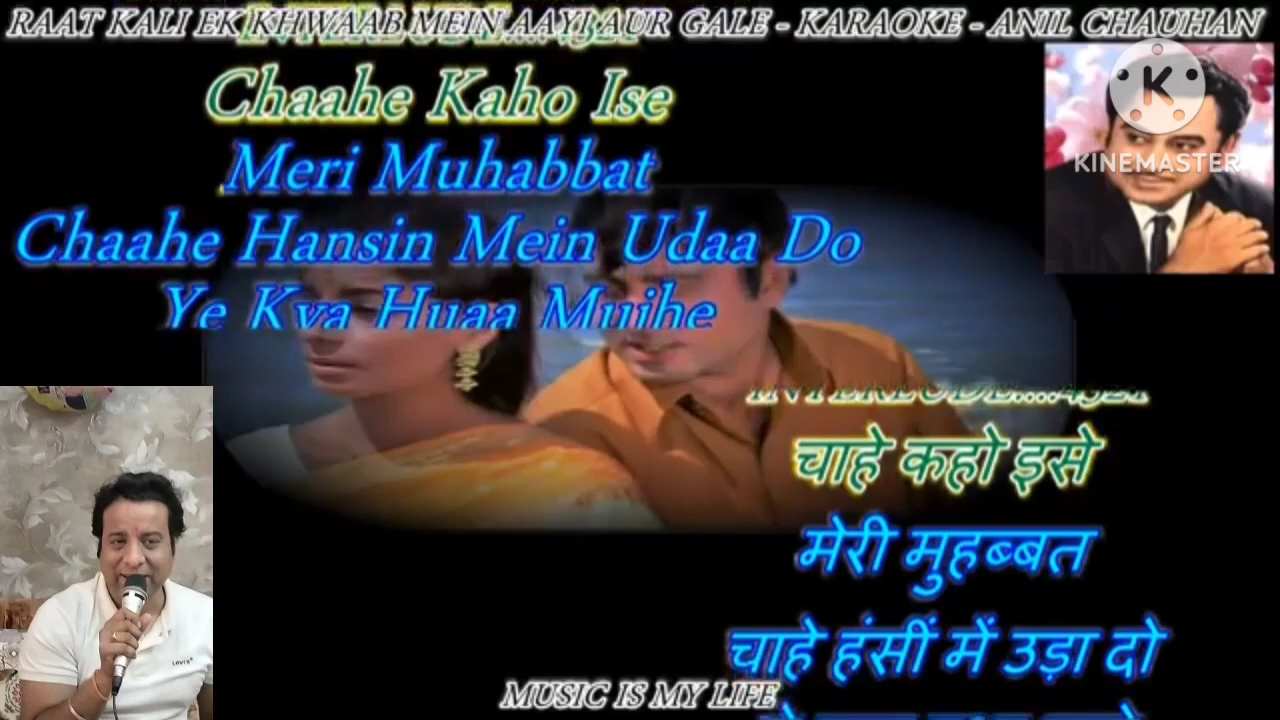 RAAT KALI EK KHWAAB MEIN AAYI AUR GALE - KARAOKE - ANIL CHAUHAN
Chaahe Kaho Ise
Meri Muhabbat
Chaahe Hansin Mein Udaa Do
Ye Kya Huaa Mujhe
KINEMASTER
चाहे कहो इसे
मेरी मुहब्बत
चाहे हंसीं में उड़ा दो
Levi's
MUSIC IS MY LIFE